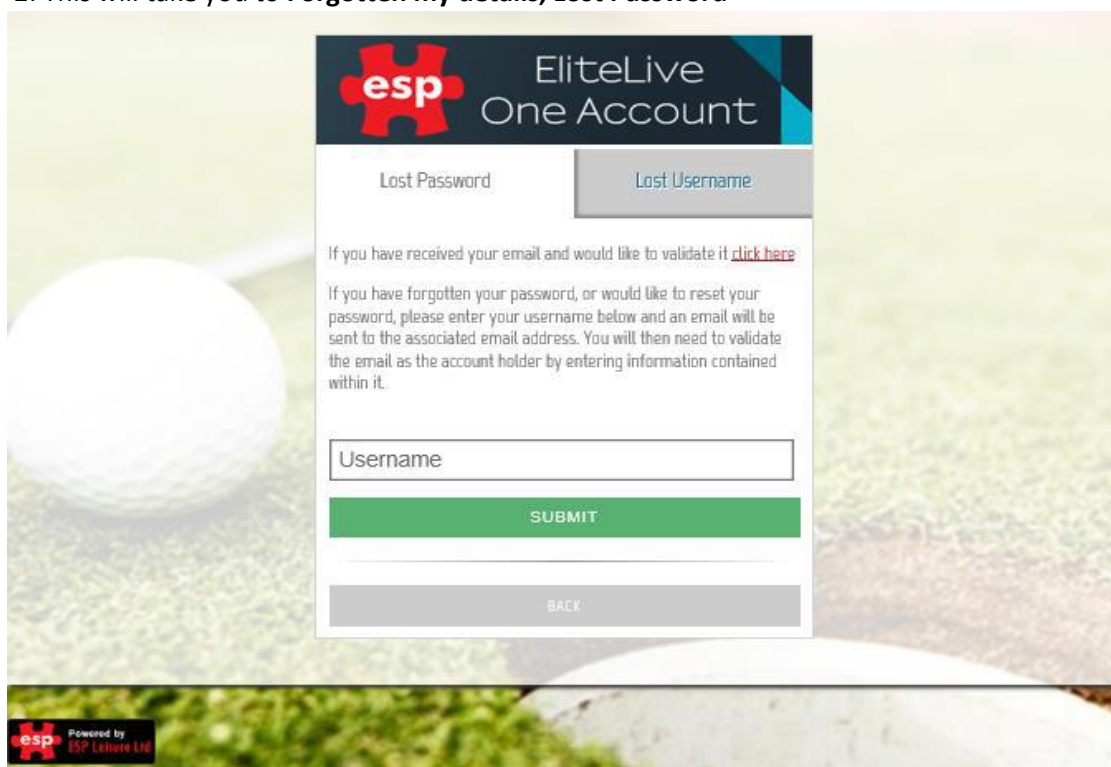 2. This will take you to Forgotten my details, Lost Password
esp
EliteLive
One Account
Lost Password
Lost Username
If you have received your email and would like to validate it click here
If you have forgotten your password, or would like to reset your
password, please enter your username below and an email will be
sent to the associated email address. You will then need to validate
the email as the account holder by entering information contained
within it.
Username
SUBMIT
BACK
esp
Powered by
ESP Leisure Ltd